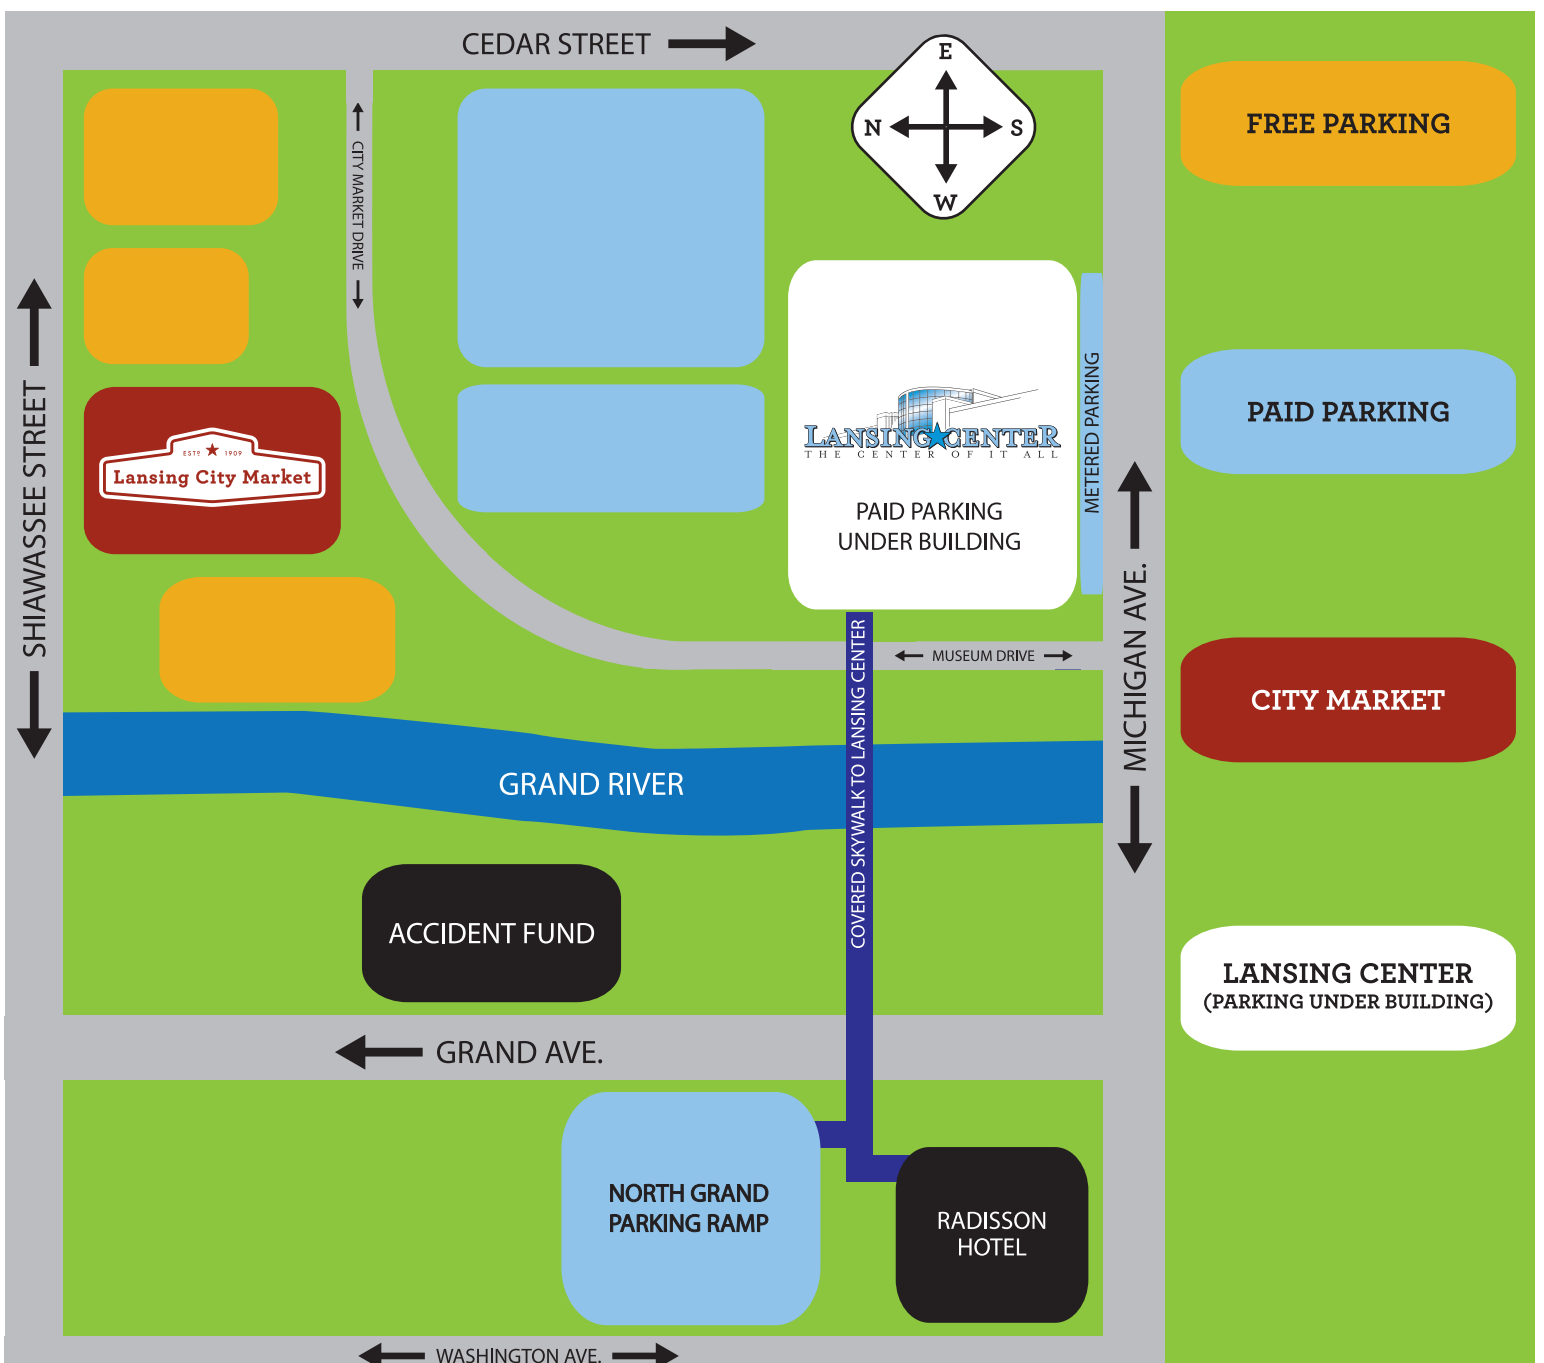 CEDAR STREET
E
N
S
W
CITY MARKET DRIVE
FREE PARKING
SHIAWASSEE STREET
ESTD 1909
Lansing City Market
LANSING CENTER
THE CENTER OF IT ALL
PAID PARKING
UNDER BUILDING
METERED PARKING
PAID PARKING
MICHIGAN AVE.
MUSEUM DRIVE
COVERED SKYWALK TO LANSING CENTER
CITY MARKET
GRAND RIVER
ACCIDENT FUND
LANSING CENTER
(PARKING UNDER BUILDING)
GRAND AVE.
NORTH GRAND
PARKING RAMP
RADISSON
HOTEL
WASHINGTON AVE.